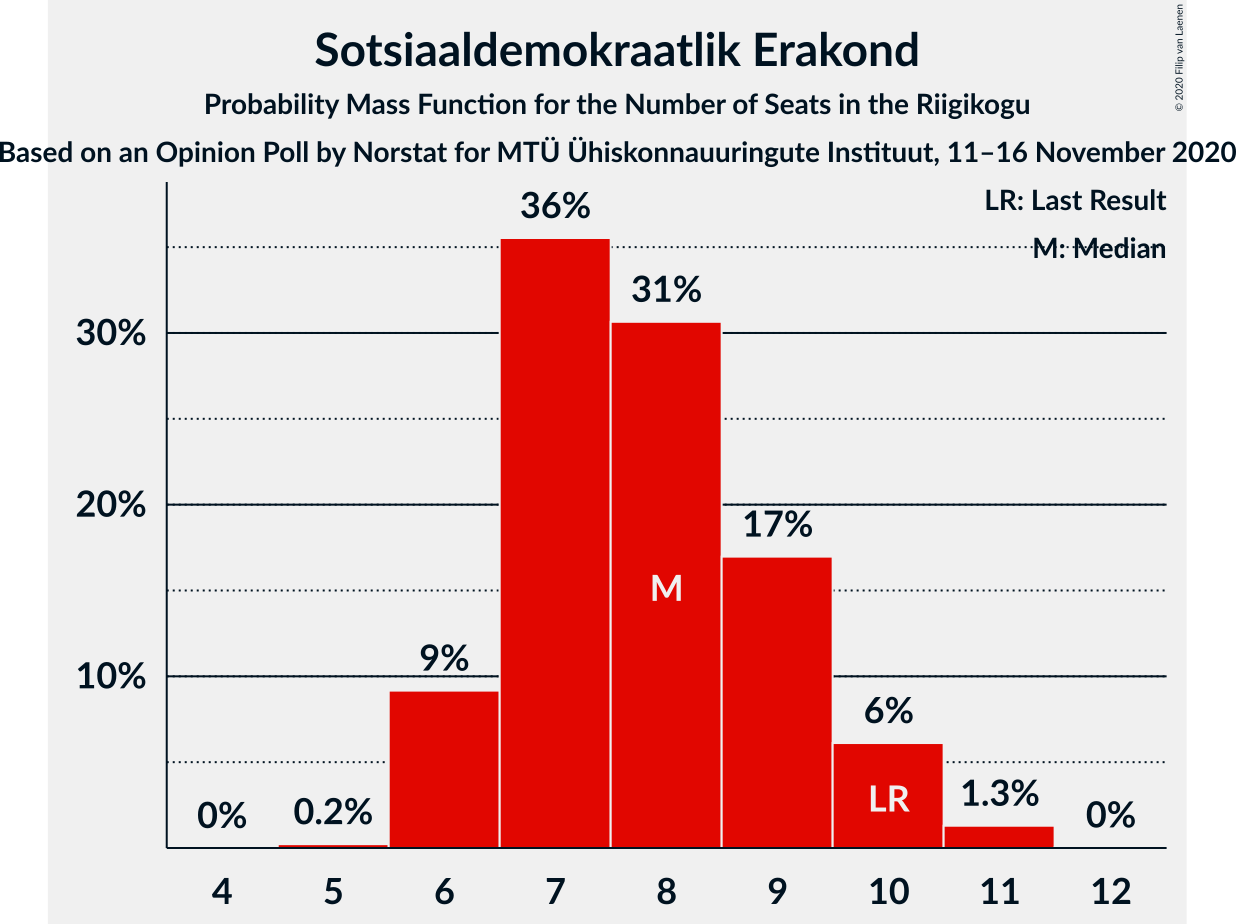 Sotsiaaldemokraatlik Erakond
Probability Mass Function for the Number of Seats in the Riigikogu
Based on an Opinion Poll by Norstat for MTÜ Ühiskonnauuringute Instituut, 11–16 November 2020
© 2020 Filip van Laenen
LR: Last Result
M: Median
36%
31%
30%
20%
17%
M
9%
10%
6%
LR
0%
0.2%
1.3%
0%
4 5 6 7 8 9 10 11 12